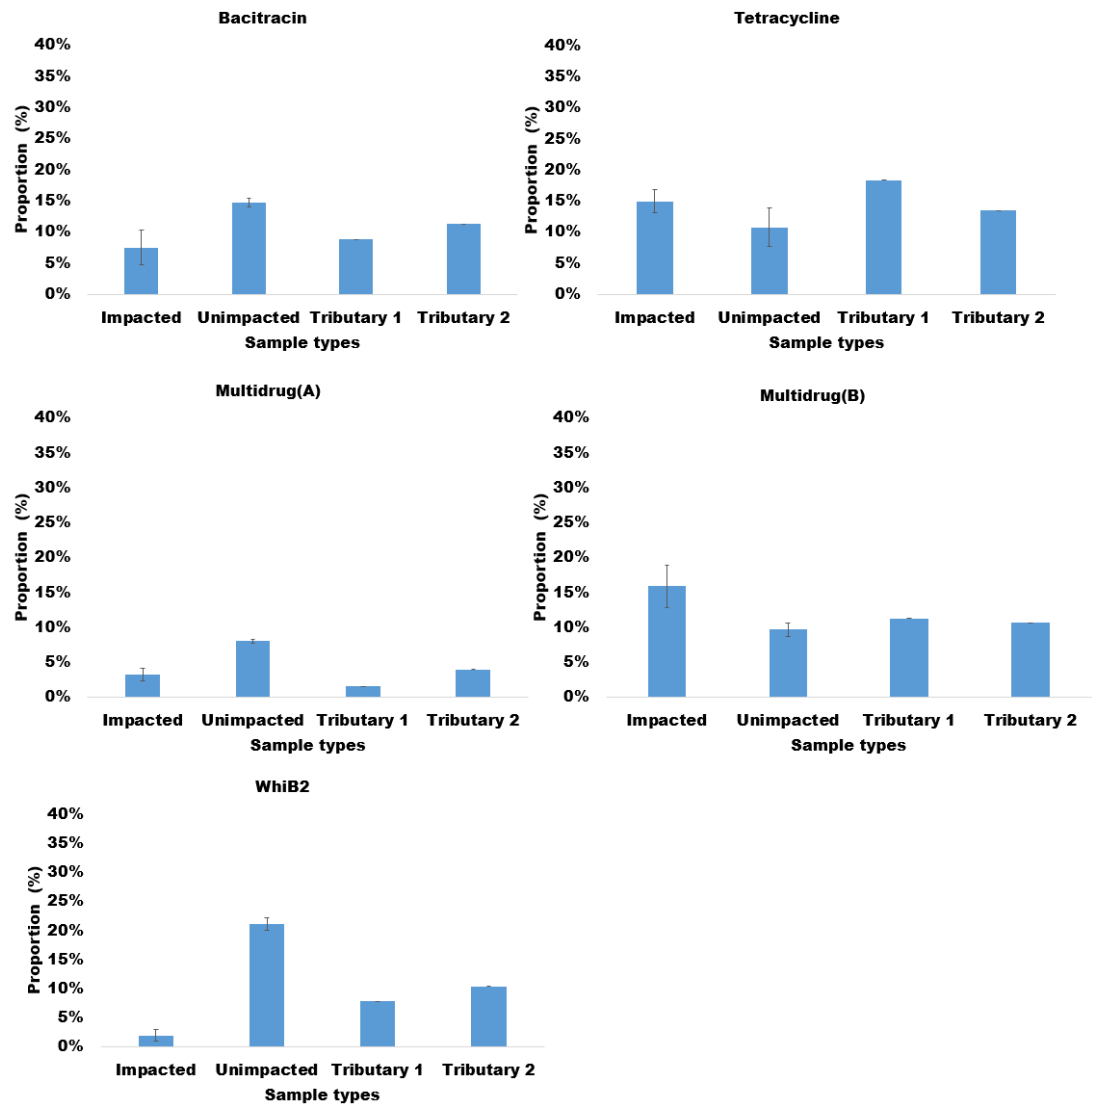 Bacitracin
40%
35%
30%
25%
20%
15%
10%
5%
0%
Proportion (%)
Impacted Unimpacted Tributary 1 Tributary 2
Sample types
Tetracycline
40%
35%
30%
25%
20%
15%
10%
5%
0%
Proportion (%)
Impacted Unimpacted Tributary 1 Tributary 2
Sample types
Multidrug(A)
40%
35%
30%
25%
20%
15%
10%
5%
0%
Proportion (%)
Impacted Unimpacted Tributary 1 Tributary 2
Sample types
Multidrug(B)
40%
35%
30%
25%
20%
15%
10%
5%
0%
Proportion (%)
Impacted Unimpacted Tributary 1 Tributary 2
Sample types
WhiB2
40%
35%
30%
25%
20%
15%
10%
5%
0%
Proportion (%)
Impacted Unimpacted Tributary 1 Tributary 2
Sample types